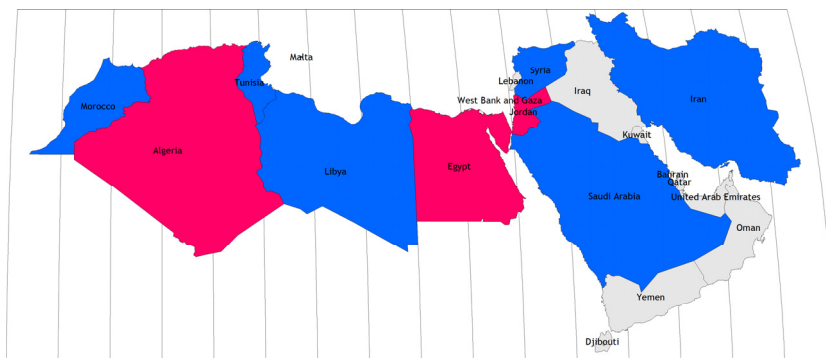 Malta
Syria
Tunisia
Lebanon
Iraq
Iran
West Bank and Gaza
Morocco
Jordan
Kuwait
Algeria
Egypt
Libya
Bahrain
Qatar
Saudi Arabia
United Arab Emirates
Oman
Yemen
Djibouti